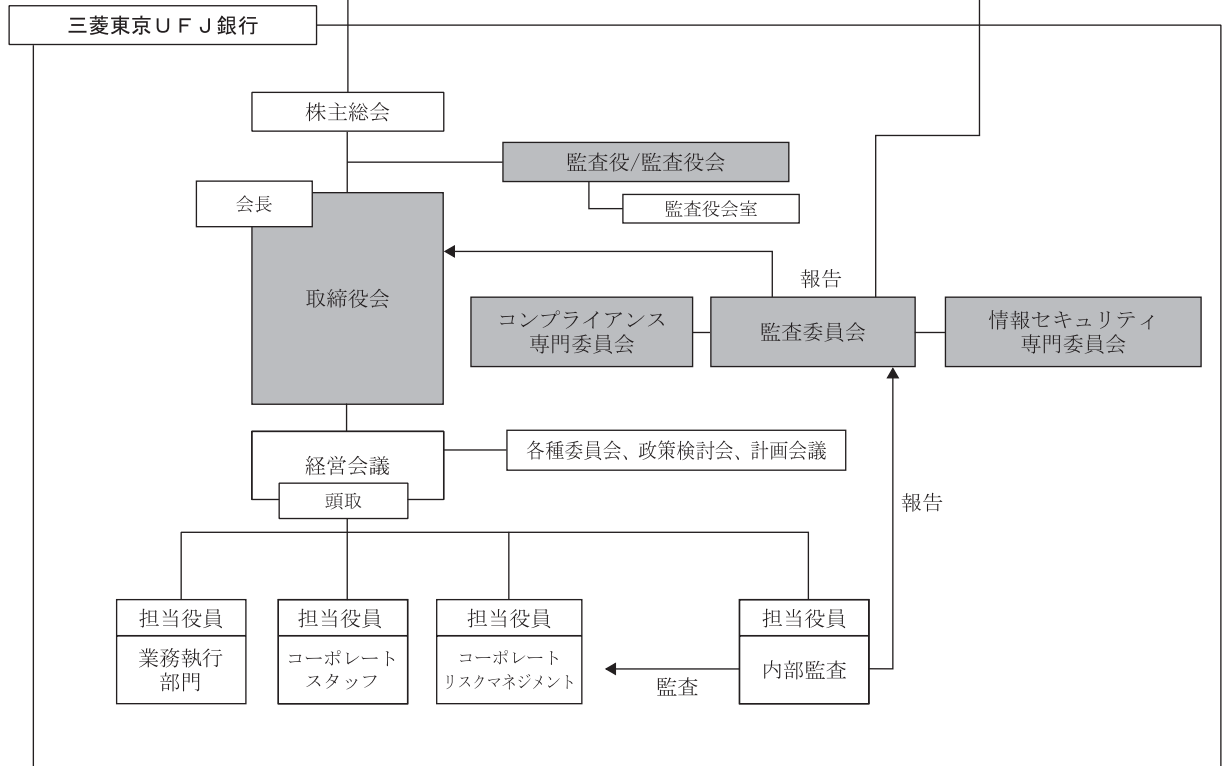 三菱東京UFJ銀行
株主総会
監査役/監査役会
監査役会室
会長
取締役会
報告
コンプライアンス
専門委員会
監査委員会
情報セキュリティ
専門委員会
経営会議
各種委員会、政策検討会、計画会議
頭取
報告
担当役員
業務執行
部門
担当役員
コーポレート
スタッフ
担当役員
コーポレート
リスクマネジメント
監査
担当役員
内部監査